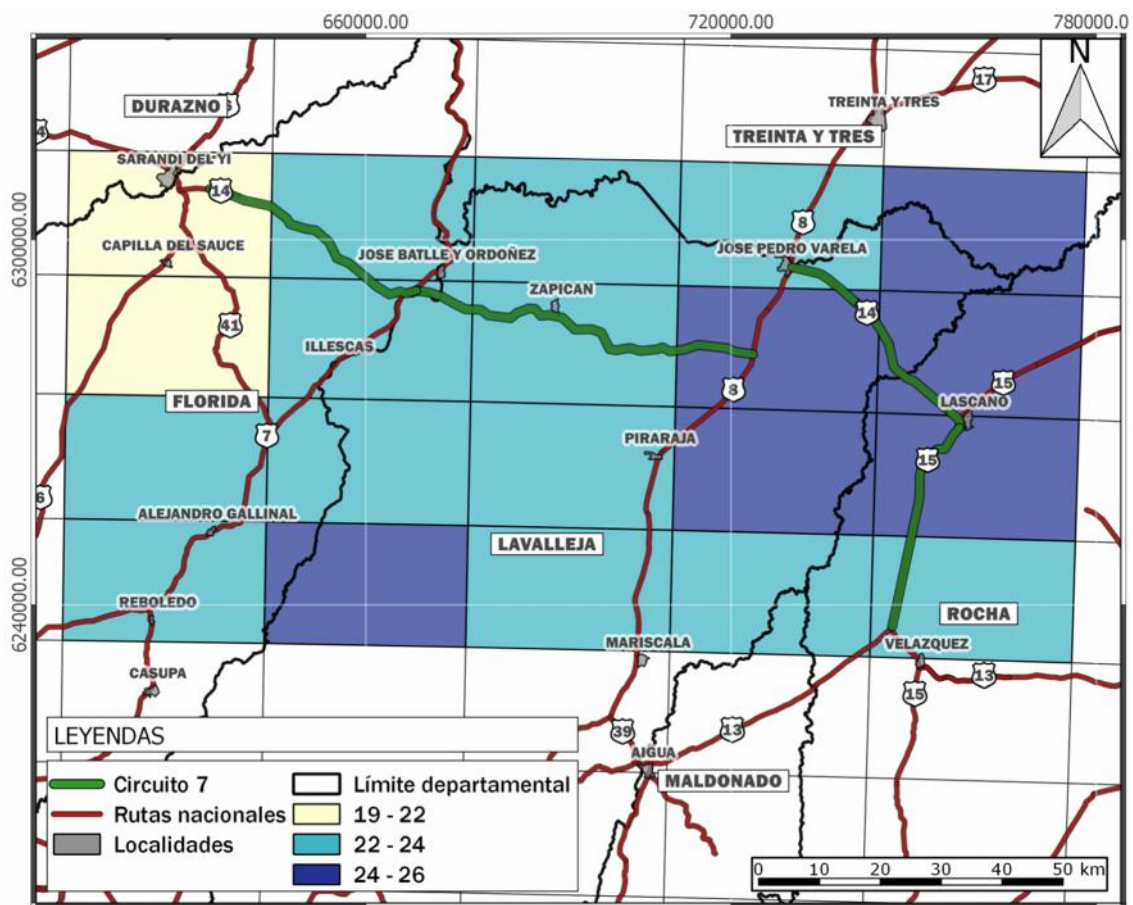 660000.00
720000.00
780000.0
N
17
TREINTA Y TRES
DURAZNO
TREINTA Y TRES
4
SARANDI DEL YI
14
8
6300000.00
CAPILLA DEL SAUCE
JOSE BATLLE Y ORDOÑEZ
JOSE PEDRO VARELA
ZAPICAN
14
41
ILLESCAS
15
8
LASCANO
FLORIDA
7
PIRARAJA
15
6
ALEJANDRO GALLINAL
LAVALLEJA
REBOLEDO
6240000.00
ROCHA
MARISCALA
VELAZQUEZ
CASUPA
13
15
39
13
AIGUA
MALDONADO
LEYENDAS
Circuito 7
Rutas nacionales
Localidades
Límite departamental
19 - 22
22 - 24
24 - 26
0 10 20 30 40 50 km